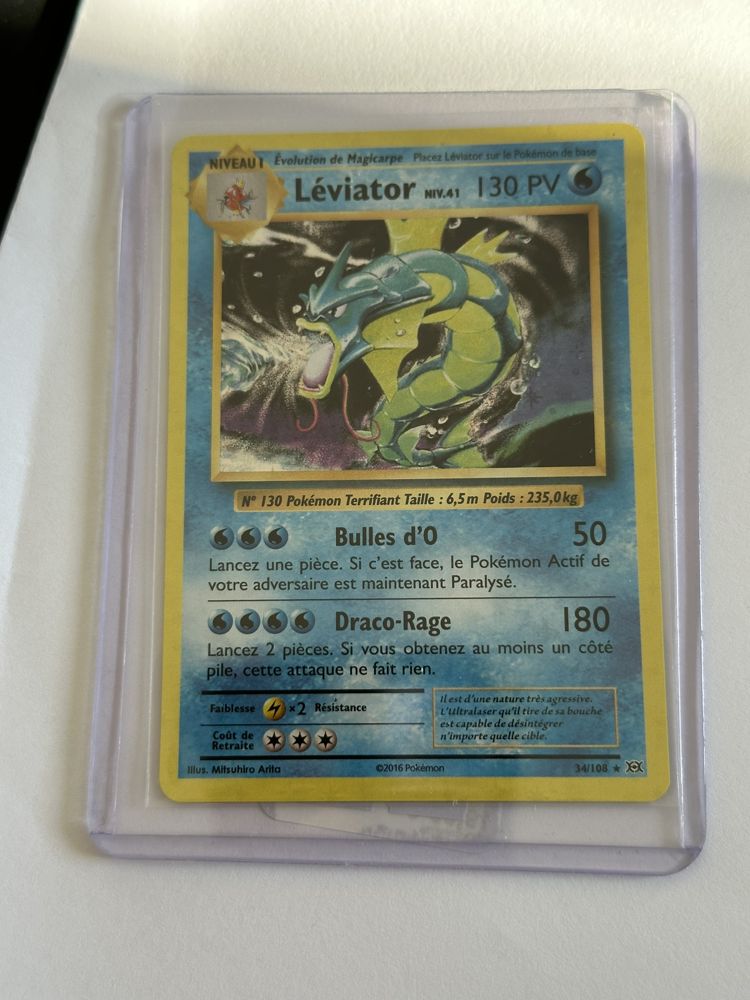 NIVEAU 1 Évolution de Magicarpe Placez Léviator sur le Pokémon de base
Léviator NIV.41 130 PV
N° 130 Pokémon Terrifiant Taille : 6,5 m Poids : 235,0 kg
Bulles d'O 50
Lancez une pièce. Si c'est face, le Pokémon Actif de
votre adversaire est maintenant Paralysé.
Draco-Rage 180
Lancez 2 pièces. Si vous obtenez au moins un côté
pile, cette attaque ne fait rien.
Faiblesse ×2 Résistance
Coût de
Retraite
Il est d'une nature très agressive.
L'Ultralaser qu'il tire de sa bouche
est capable de désintégrer
n'importe quelle cible.
Illus. Mitsuhiro Arita ©2016 Pokémon 34/108 ★